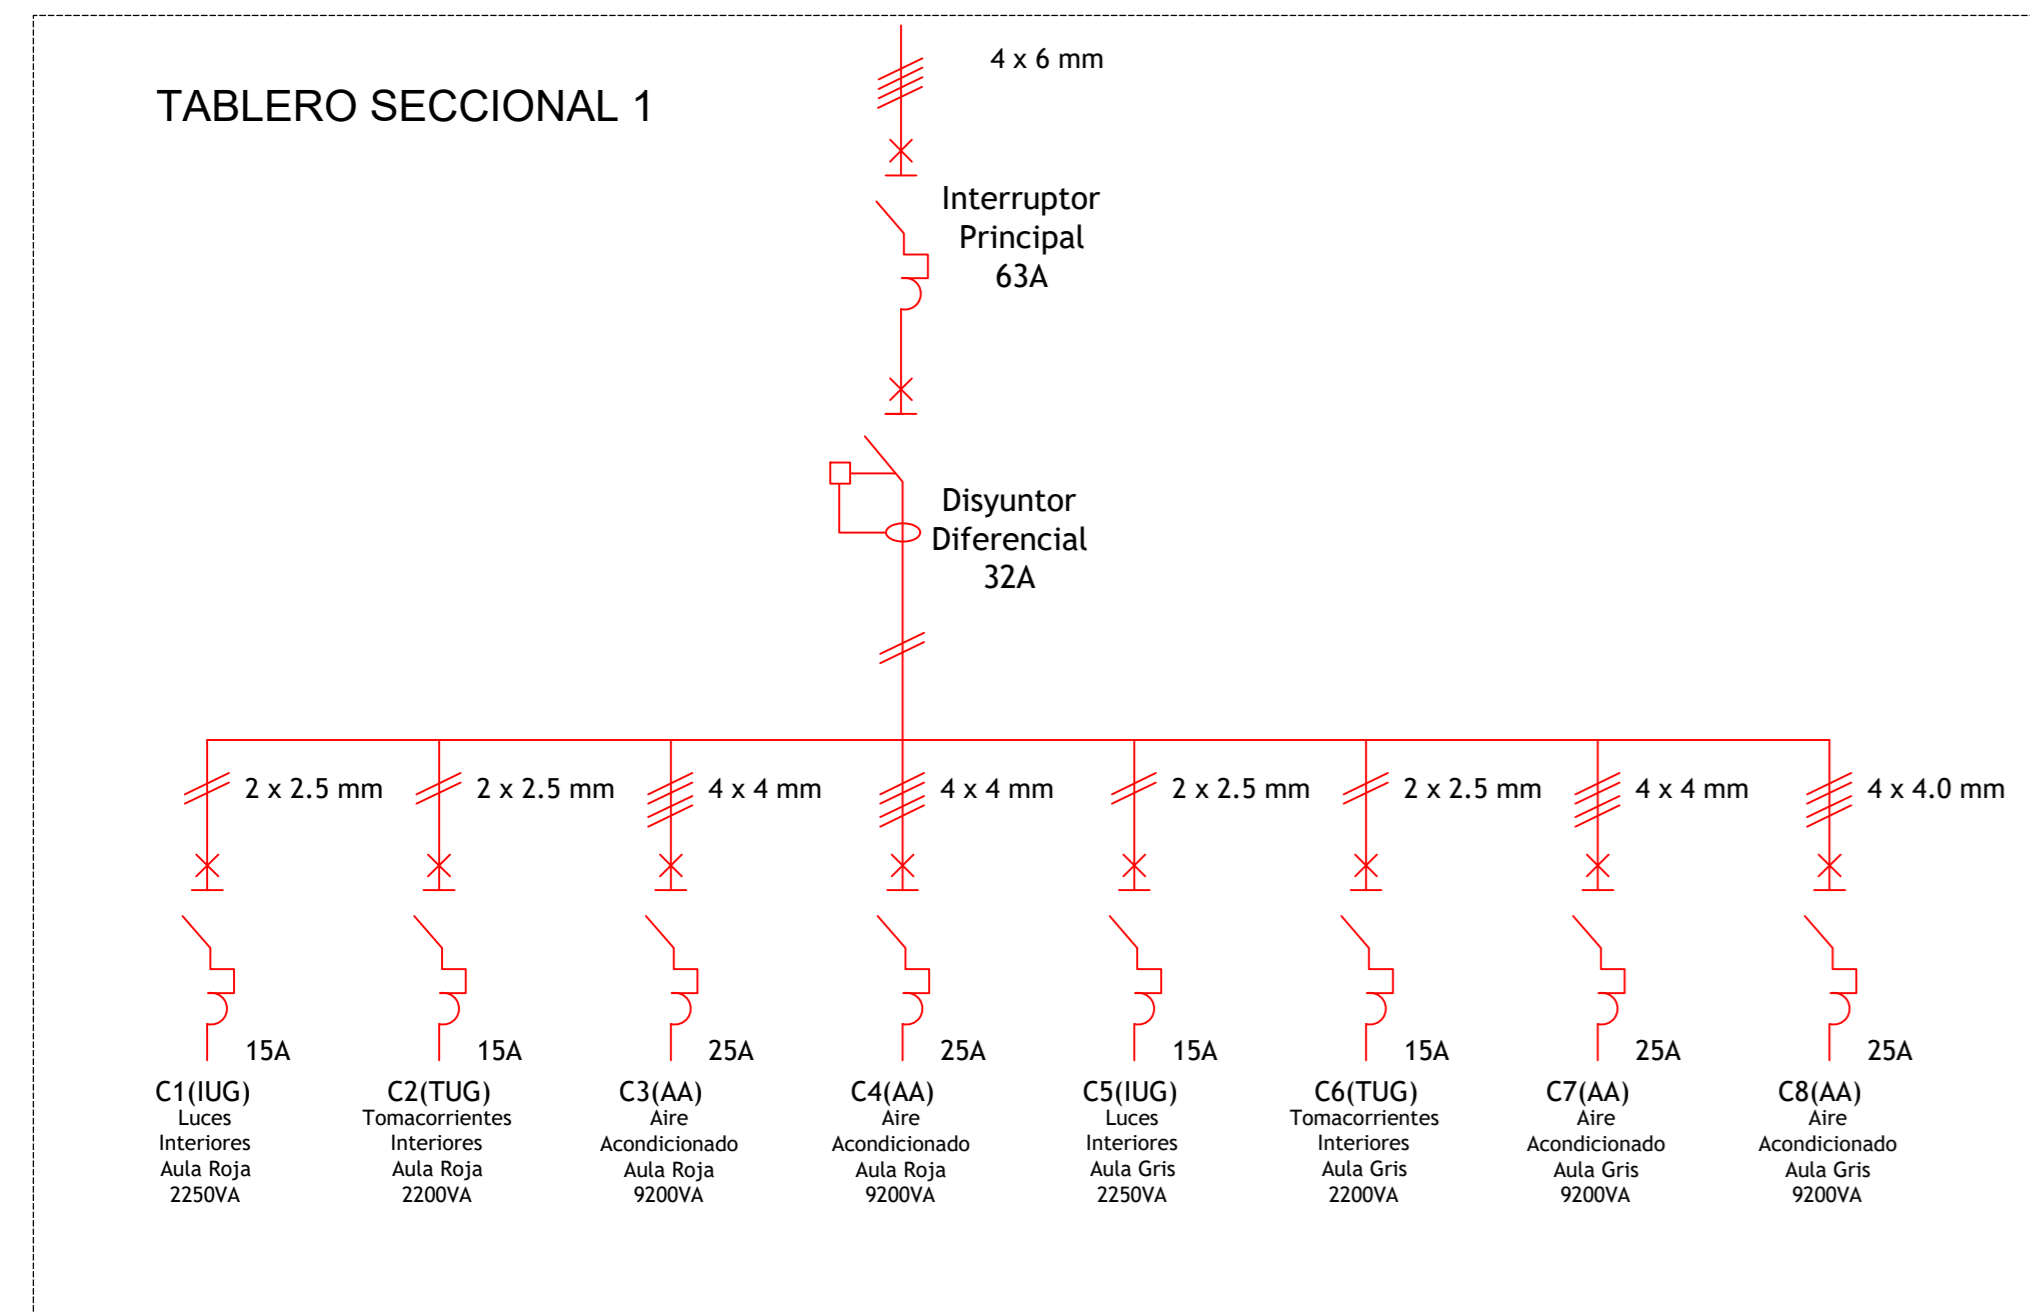 4 x 6 mm
TABLERO SECCIONAL 1
Interruptor
Principal
63A
Disyuntor
Diferencial
32A
2 x 2.5 mm
2 x 2.5 mm
4 x 4 mm
4 x 4 mm
2 x 2.5 mm
2 x 2.5 mm
4 x 4 mm
4 x 4.0 mm
15A
C1(IUG)
Luces
Interiores
Aula Roja
2250VA
15A
C2(TUG)
Tomacorrientes
Interiores
Aula Roja
2200VA
25A
C3(AA)
Aire
Acondicionado
Aula Roja
9200VA
25A
C4(AA)
Aire
Acondicionado
Aula Roja
9200VA
15A
C5(IUG)
Luces
Interiores
Aula Gris
2250VA
15A
C6(TUG)
Tomacorrientes
Interiores
Aula Gris
2200VA
25A
C7(AA)
Aire
Acondicionado
Aula Gris
9200VA
25A
C8(AA)
Aire
Acondicionado
Aula Gris
9200VA